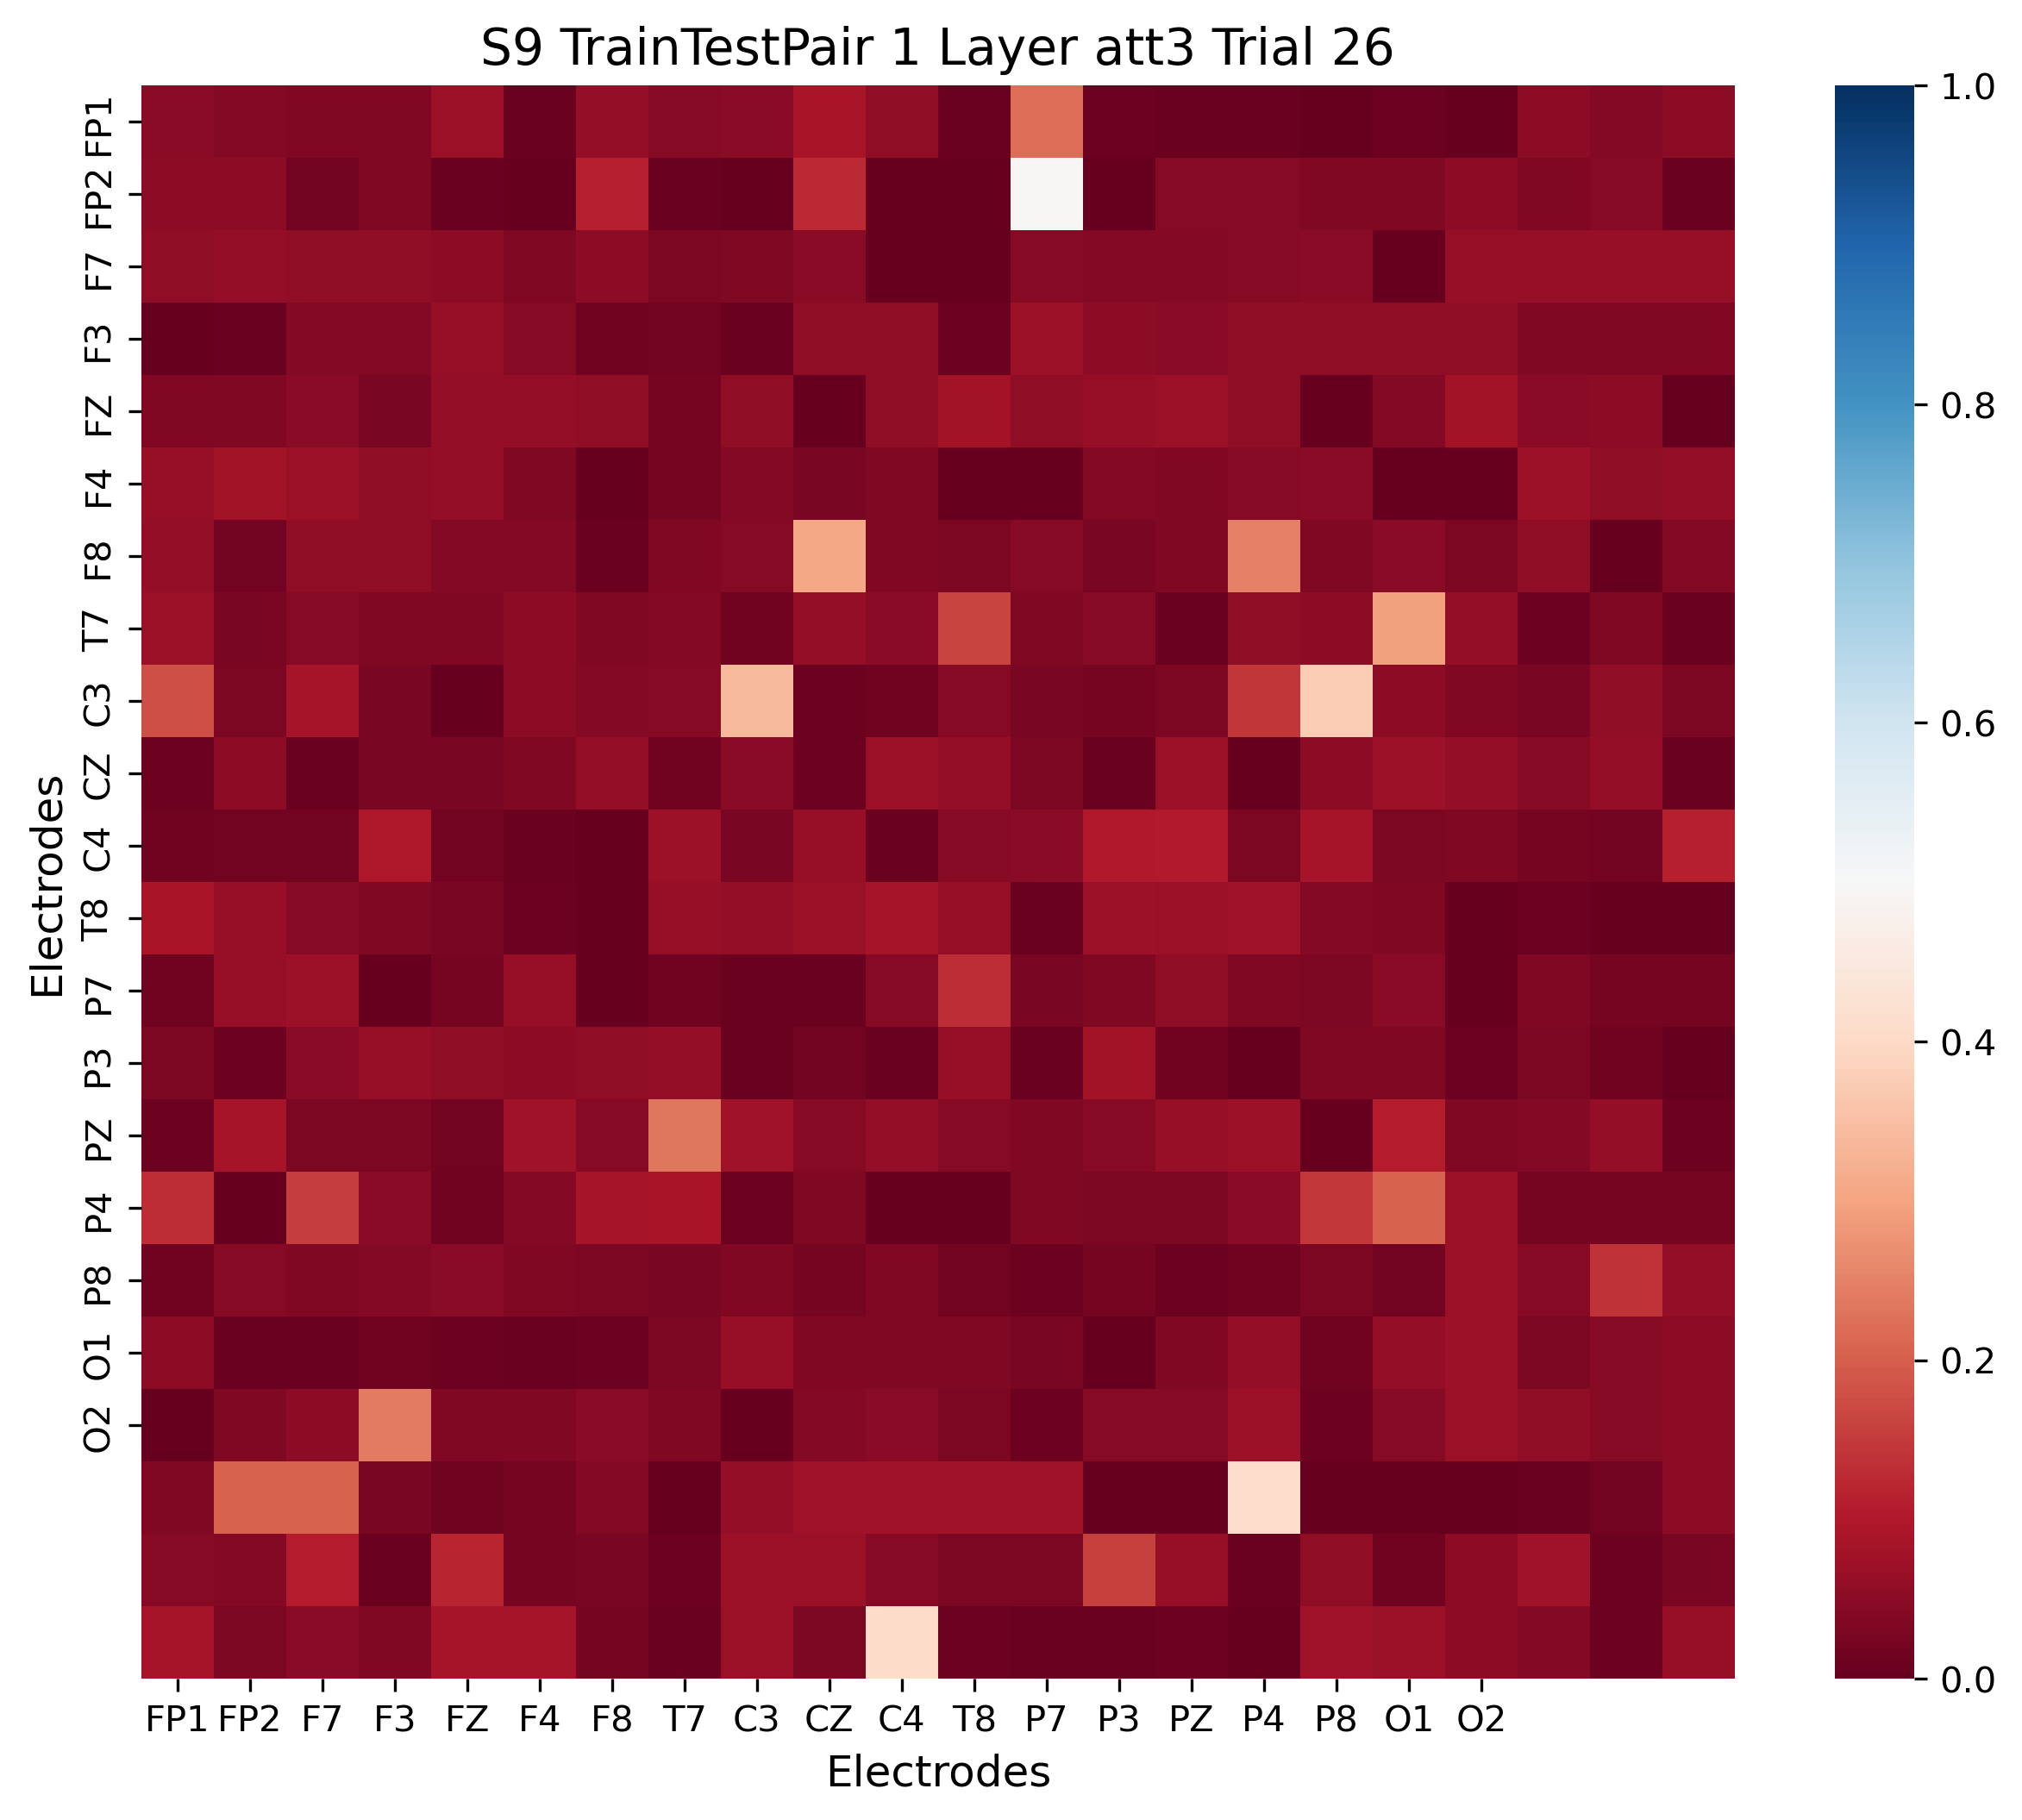 S9 TrainTestPair 1 Layer att3 Trial 26
Electrodes
FP1
FP2
F7
F3
FZ
F4
F8
T7
C3
CZ
C4
T8
P7
P3
PZ
P4
P8
O1
O2
FP1 FP2 F7 F3 FZ F4 F8 T7 C3 CZ C4 T8 P7 P3 PZ P4 P8 O1 O2
Electrodes
1.0
0.8
0.6
0.4
0.2
0.0